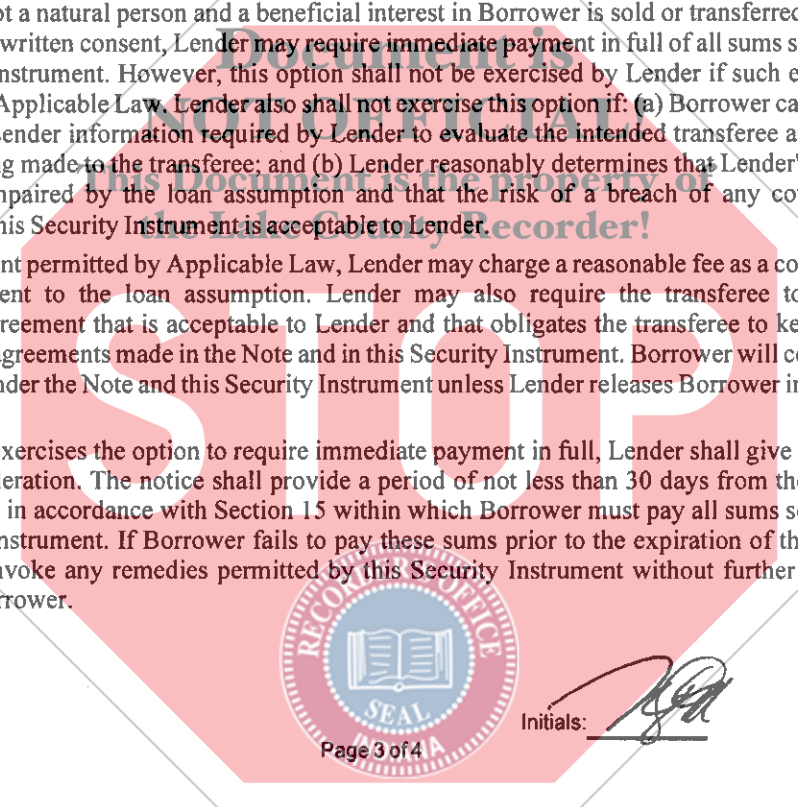 ot a natural person and a beneficial interest in Borrower is sold or transferred
written consent, Lender may require immediate payment in full of all sums s
Document is
nstrument. However, this option shall not be exercised by Lender if such e
Applicable Law. Lender also shall not exercise this option if: (a) Borrower ca
NOT OFFICIAL!
ender information required by Lender to evaluate the intended transferee a
g made to the transferee; and (b) Lender reasonably determines that Lender'
This Document is the property of
mpaired by the loan assumption and that the risk of a breach of any co
his Security Instrument is acceptable to Lender.
the Lake County Recorder!
nt permitted by Applicable Law, Lender may charge a reasonable fee as a co
ent to the loan assumption. Lender may also require the transferee to
greement that is acceptable to Lender and that obligates the transferee to ke
agreements made in the Note and in this Security Instrument. Borrower will c
nder the Note and this Security Instrument unless Lender releases Borrower i
STOP
exercises the option to require immediate payment in full, Lender shall give
leration. The notice shall provide a period of not less than 30 days from th
in accordance with Section 15 within which Borrower must pay all sums s
nstrument. If Borrower fails to pay these sums prior to the expiration of th
nvoke any remedies permitted by this Security Instrument without further
rrower.
RECORDER'S OFFICE
SEAL
INDIANA
Initials:
Page 3 of 4